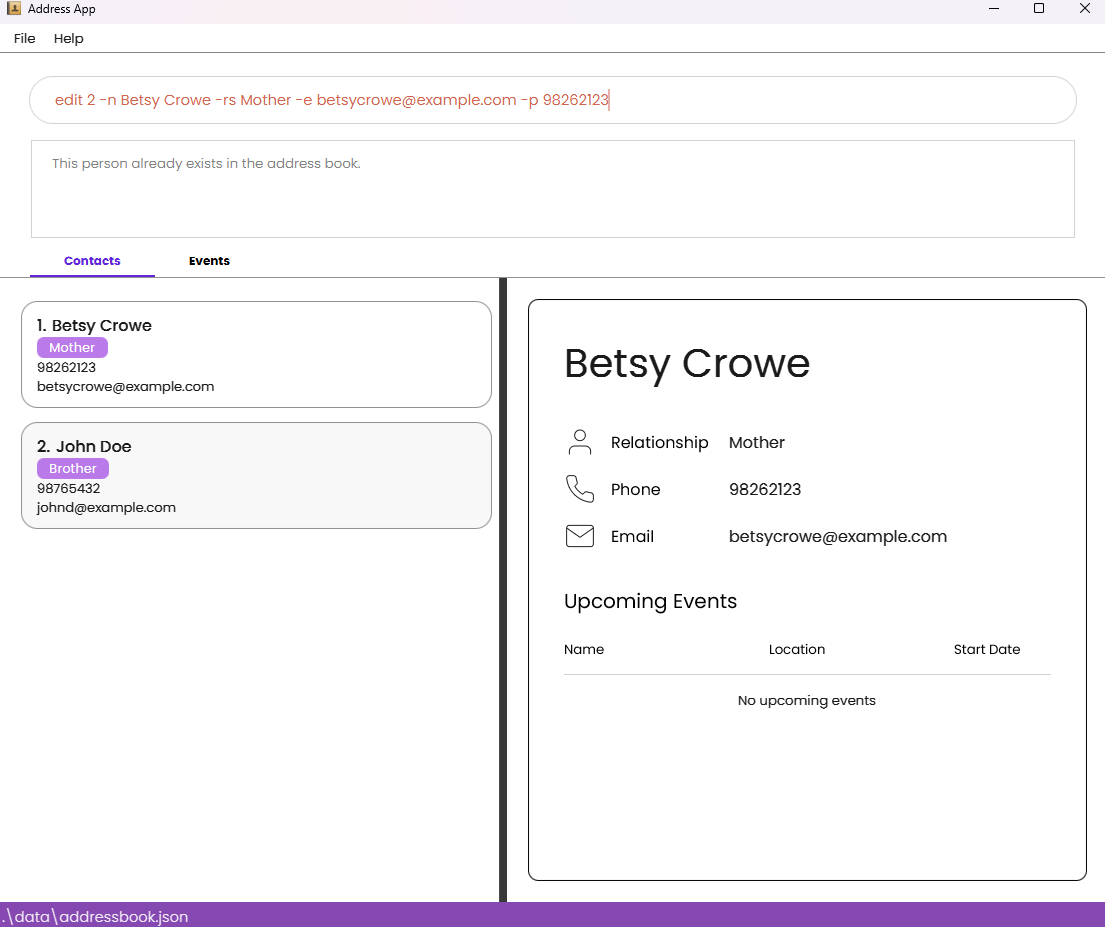 Address App
File Help
edit 2 -n Betsy Crowe -rs Mother -e betsycrowe@example.com -p 98262123
This person already exists in the address book.
Contacts Events
1. Betsy Crowe
Mother
98262123
betsycrowe@example.com
2. John Doe
Brother
98765432
johnd@example.com
Betsy Crowe
Relationship Mother
Phone 98262123
Email betsycrowe@example.com
Upcoming Events
Name Location Start Date
No upcoming events
.\data\addressbook.json